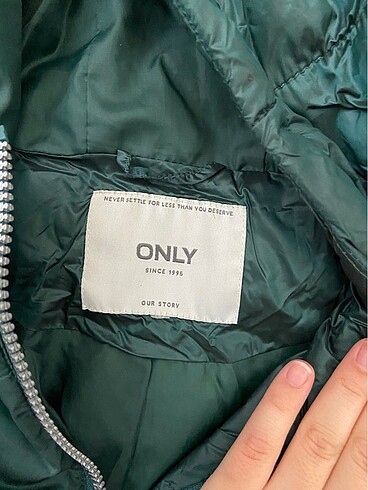 NEVER SETTLE FOR LESS THAN YOU DESERVE
ONLY
SINCE 1995
OUR STORY